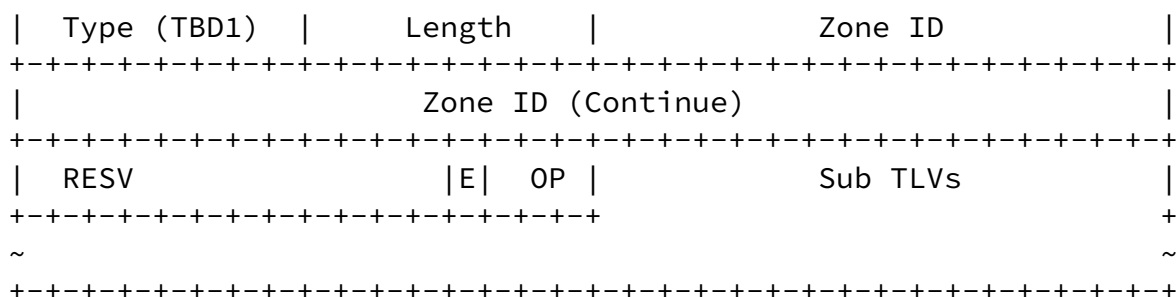 |  Type (TBD1)  |     Length    |            Zone ID            |
+-+-+-+-+-+-+-+-+-+-+-+-+-+-+-+-+-+-+-+-+-+-+-+-+-+-+-+-+-+-+-+-+
|                      Zone ID (Continue)                       |
+-+-+-+-+-+-+-+-+-+-+-+-+-+-+-+-+-+-+-+-+-+-+-+-+-+-+-+-+-+-+-+-+
|  RESV                 |E|  OP |            Sub TLVs           |
+-+-+-+-+-+-+-+-+-+-+-+-+-+-+-+-+                               +
~                                                               ~
+-+-+-+-+-+-+-+-+-+-+-+-+-+-+-+-+-+-+-+-+-+-+-+-+-+-+-+-+-+-+-+-+